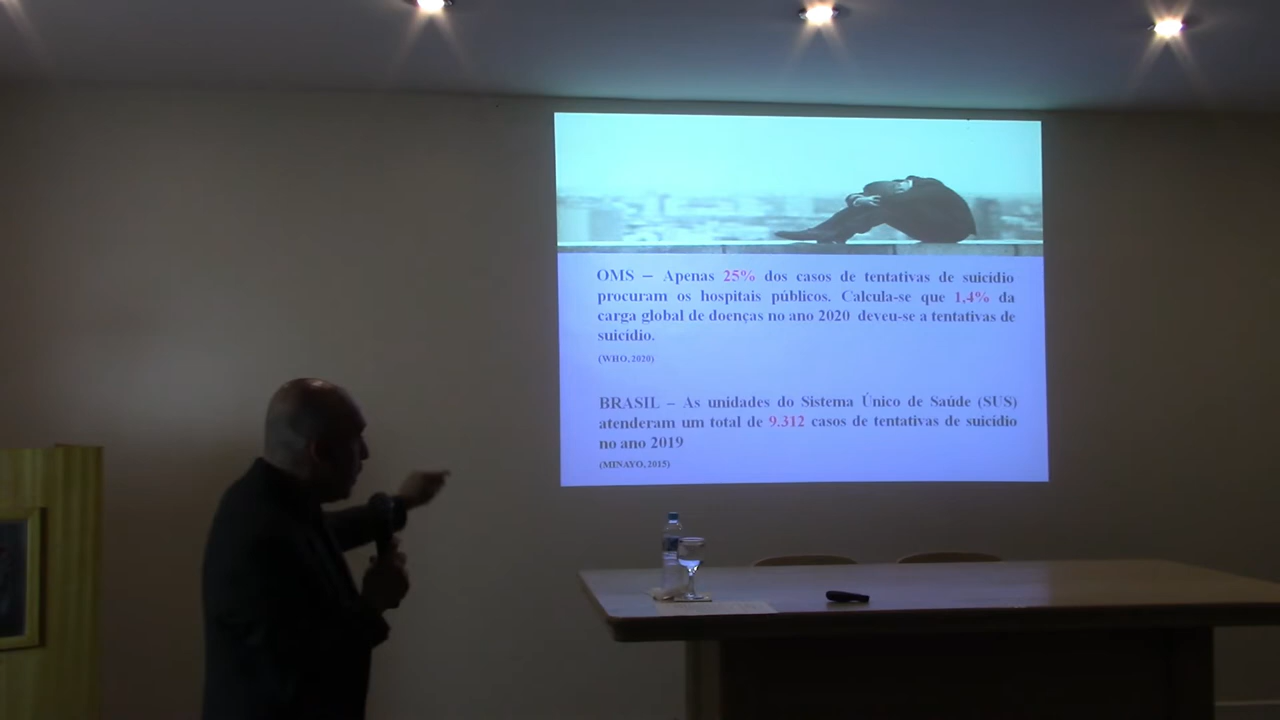 OMS – Apenas 25% dos casos de tentativas de suicídio
procuram os hospitais públicos. Calcula-se que 1,4% da
carga global de doenças no ano 2020 deveu-se a tentativas de
suicídio.
(WHO, 2020)
BRASIL – As unidades do Sistema Único de Saúde (SUS)
atenderam um total de 9.312 casos de tentativas de suicídio
no ano 2019
(MINAYO, 2015)